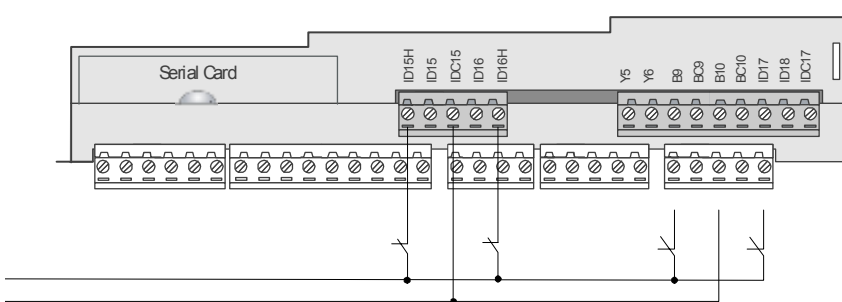 Serial Card
ID15H
ID15
IDC15
ID16
ID16H
Y5
Y6
B9
BC9
B10
BC10
ID17
ID18
IDC17